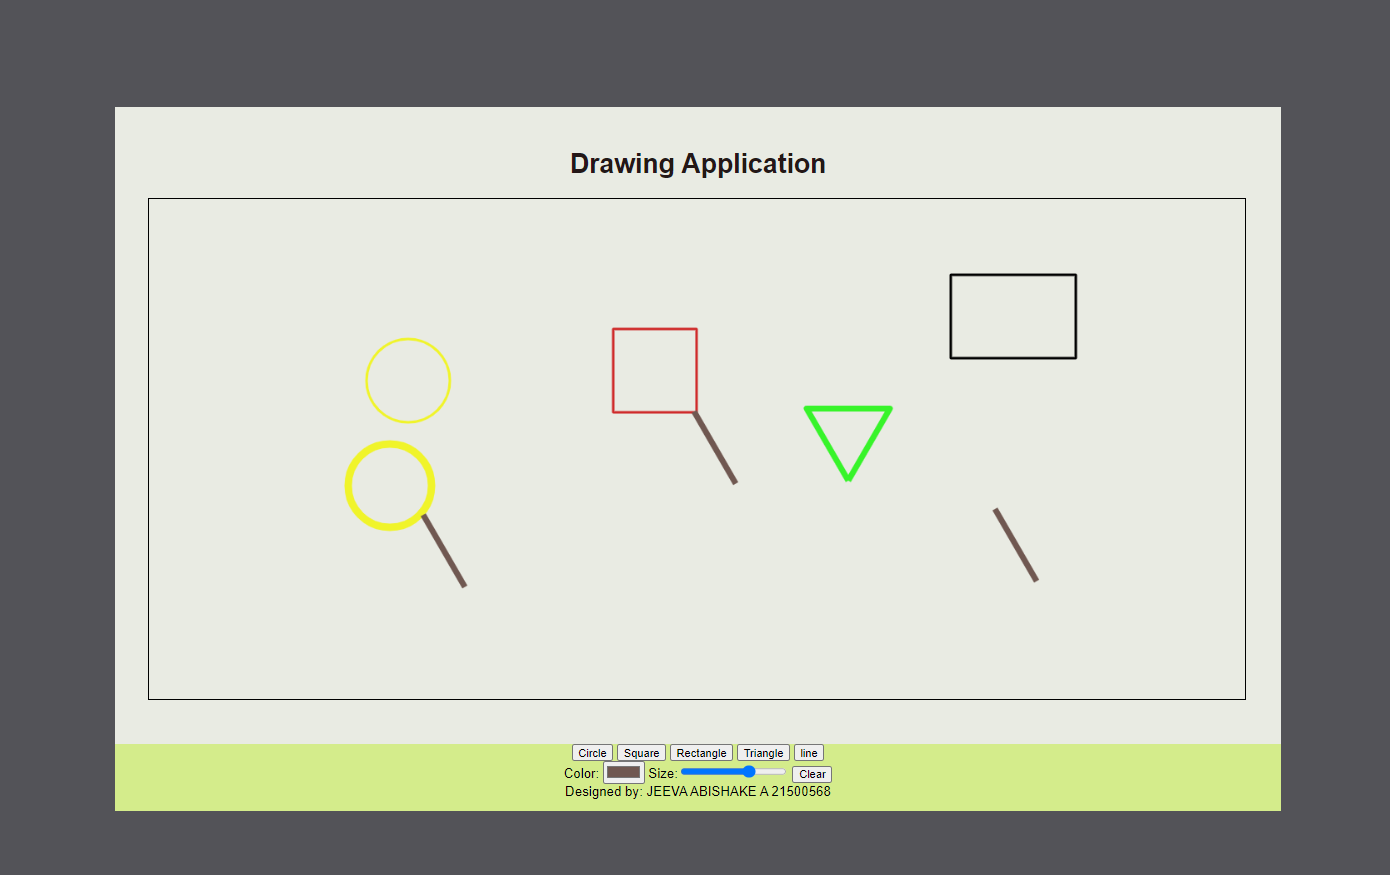 Drawing Application
Circle Square Rectangle Triangle line
Color: Size: Clear
Designed by: JEEVA ABISHAKE A 21500568